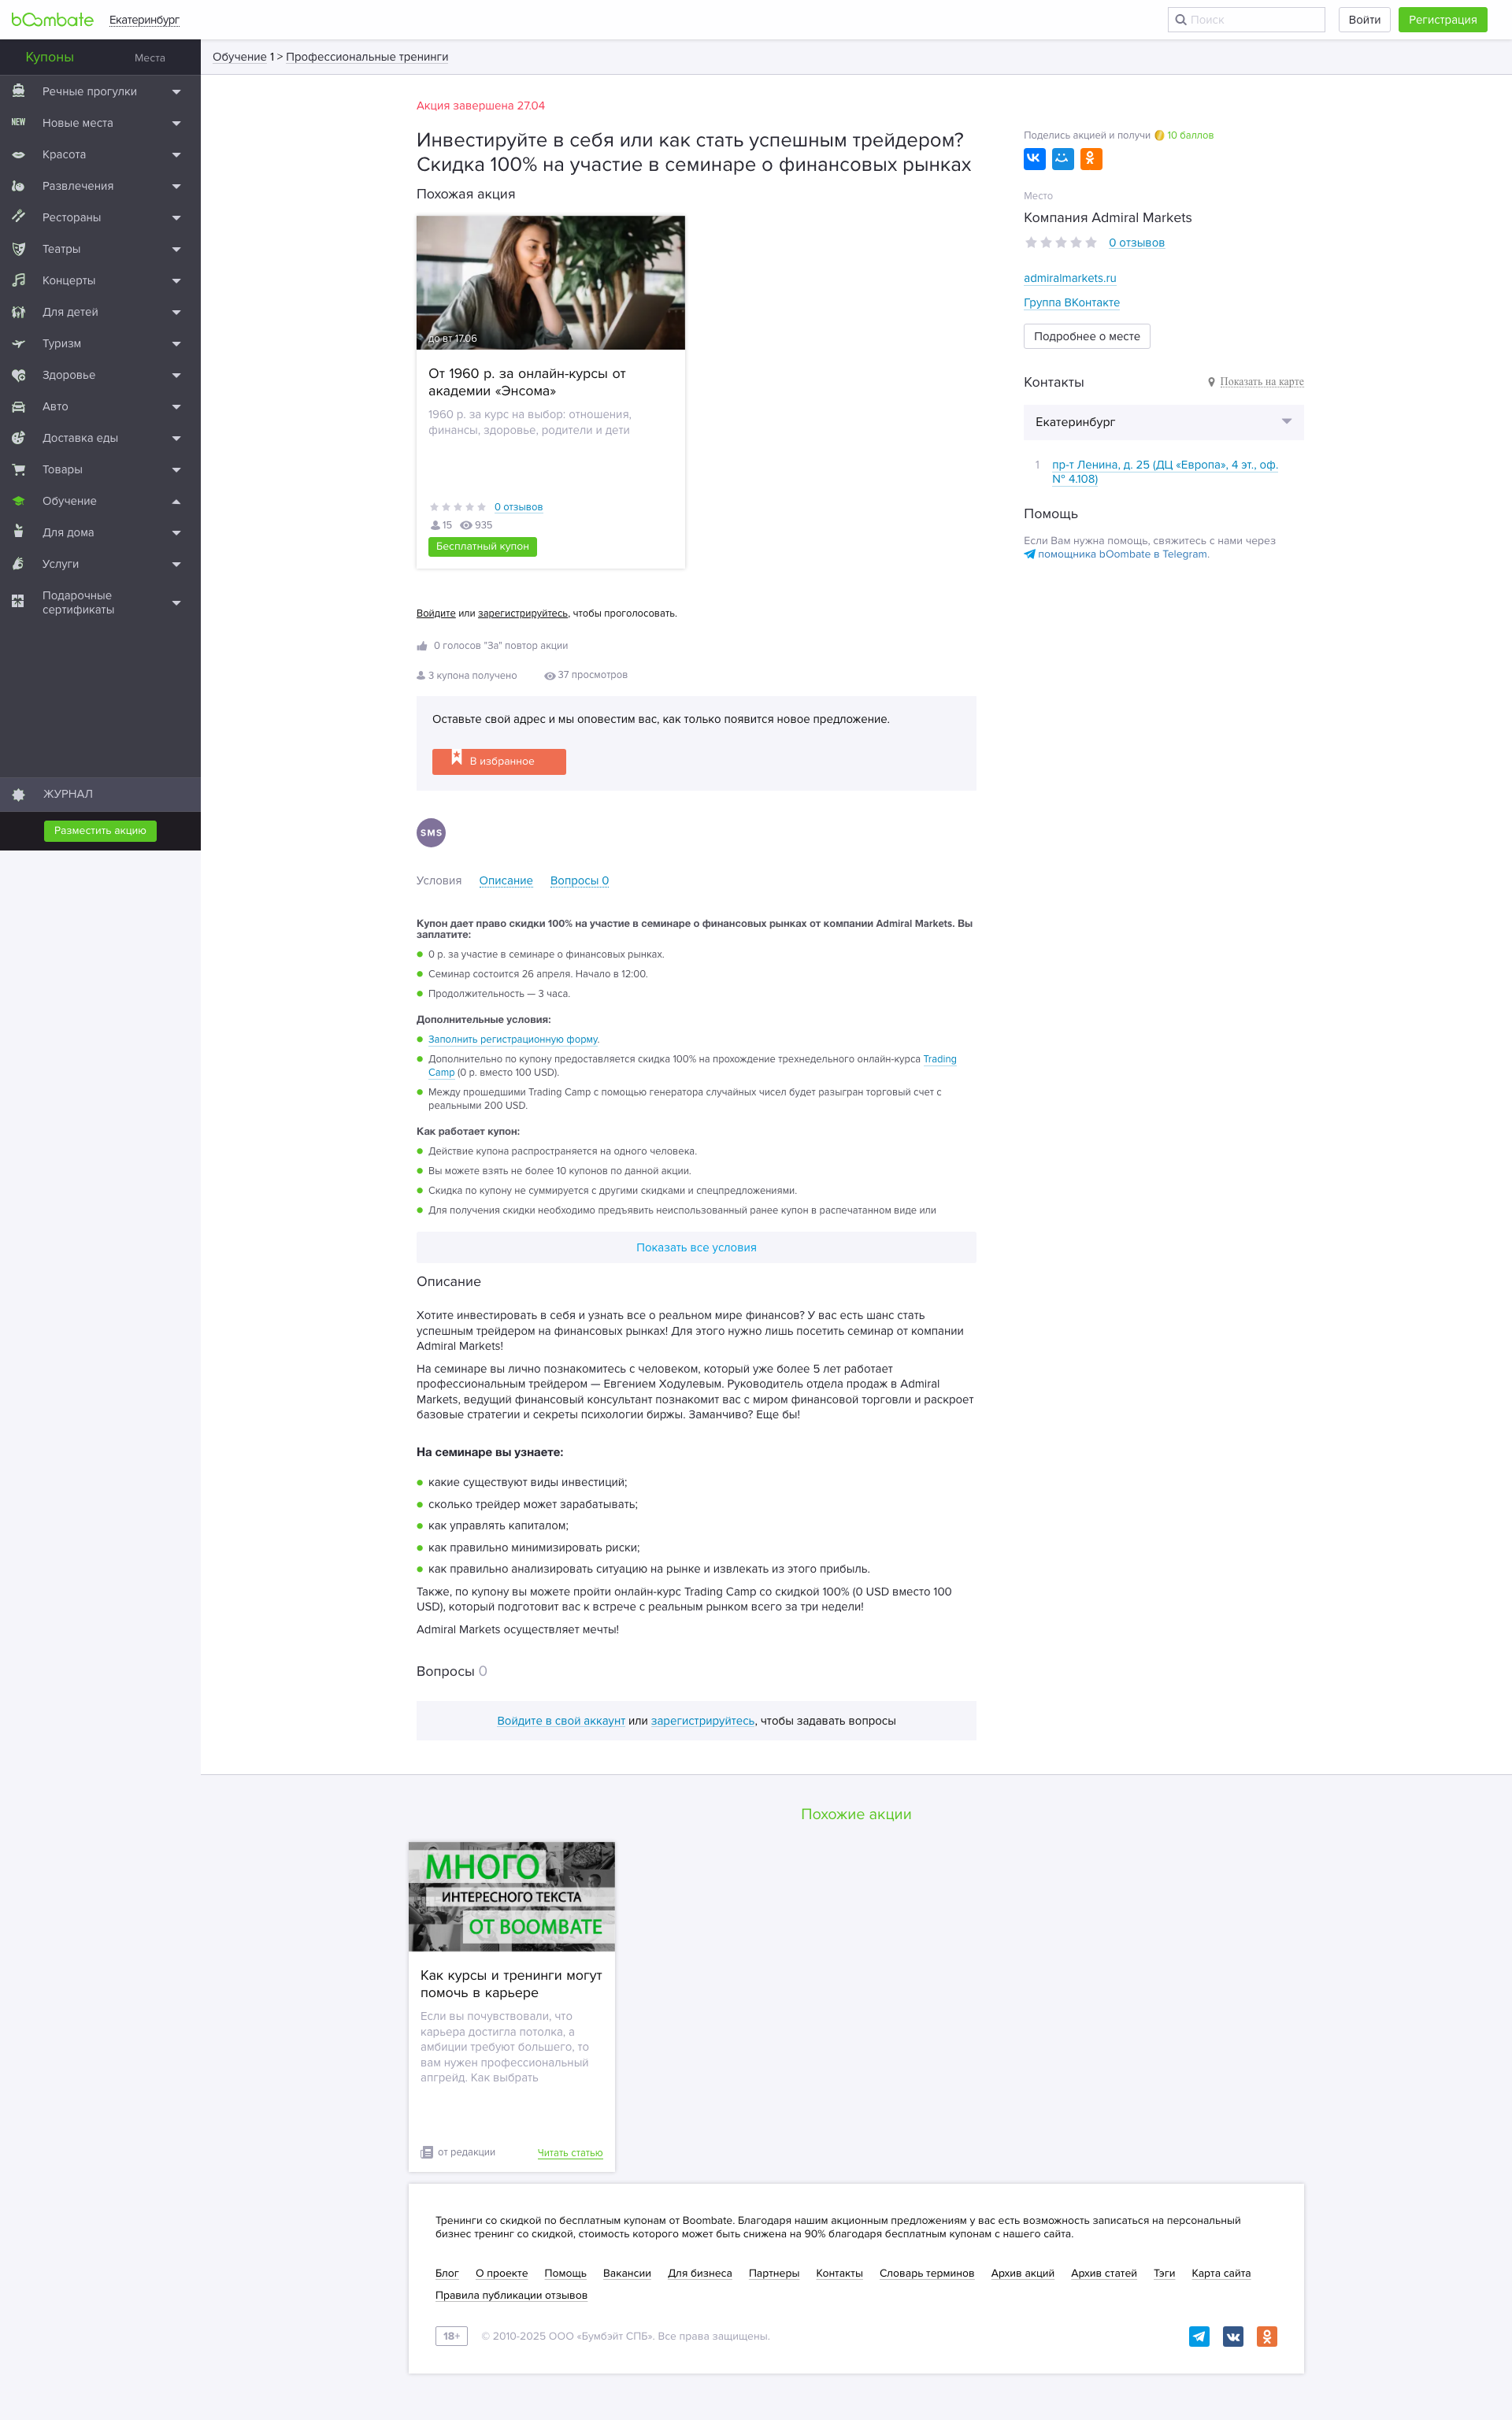 bOombate
Екатеринбург
Поиск
Войти
Регистрация
Купоны
Места
Речные прогулки
NEW
Новые места
Красота
Развлечения
Рестораны
Театры
Концерты
Для детей
Туризм
Здоровье
Авто
Доставка еды
Товары
Обучение
Для дома
Услуги
Подарочные
сертификаты
ЖУРНАЛ
Разместить акцию
Обучение 1 > Профессиональные тренинги
Акция завершена 27.04
Инвестируйте в себя или как стать успешным трейдером?
Скидка 100% на участие в семинаре о финансовых рынках
Похожая акция
до вт 17.06
От 1960 р. за онлайн-курсы от
академии «Энсома»
1960 р. за курс на выбор: отношения,
финансы, здоровье, родители и дети
0 отзывов
15 935
Бесплатный купон
Войдите или зарегистрируйтесь, чтобы проголосовать.
0 голосов "За" повтор акции
3 купона получено 37 просмотров
Оставьте свой адрес и мы оповестим вас, как только появится новое предложение.
В избранное
SMS
Условия Описание Вопросы 0
Купон дает право скидки 100% на участие в семинаре о финансовых рынках от компании Admiral Markets. Вы
заплатите:
0 р. за участие в семинаре о финансовых рынках.
Семинар состоится 26 апреля. Начало в 12:00.
Продолжительность — 3 часа.
Дополнительные условия:
Заполнить регистрационную форму.
Дополнительно по купону предоставляется скидка 100% на прохождение трехнедельного онлайн-курса Trading
Camp (0 р. вместо 100 USD).
Между прошедшими Trading Camp с помощью генератора случайных чисел будет разыгран торговый счет с
реальными 200 USD.
Как работает купон:
Действие купона распространяется на одного человека.
Вы можете взять не более 10 купонов по данной акции.
Скидка по купону не суммируется с другими скидками и спецпредложениями.
Для получения скидки необходимо предъявить неиспользованный ранее купон в распечатанном виде или
Показать все условия
Описание
Хотите инвестировать в себя и узнать все о реальном мире финансов? У вас есть шанс стать
успешным трейдером на финансовых рынках! Для этого нужно лишь посетить семинар от компании
Admiral Markets!
На семинаре вы лично познакомитесь с человеком, который уже более 5 лет работает
профессиональным трейдером — Евгением Ходулевым. Руководитель отдела продаж в Admiral
Markets, ведущий финансовый консультант познакомит вас с миром финансовой торговли и раскроет
базовые стратегии и секреты психологии биржы. Заманчиво? Еще бы!
На семинаре вы узнаете:
какие существуют виды инвестиций;
сколько трейдер может зарабатывать;
как управлять капиталом;
как правильно минимизировать риски;
как правильно анализировать ситуацию на рынке и извлекать из этого прибыль.
Также, по купону вы можете пройти онлайн-курс Trading Camp со скидкой 100% (0 USD вместо 100
USD), который подготовит вас к встрече с реальным рынком всего за три недели!
Admiral Markets осуществляет мечты!
Вопросы 0
Войдите в свой аккаунт или зарегистрируйтесь, чтобы задавать вопросы
Поделись акцией и получи 10 баллов
Место
Компания Admiral Markets
0 отзывов
admiralmarkets.ru
Группа ВКонтакте
Подробнее о месте
Контакты
Показать на карте
Екатеринбург
1 пр-т Ленина, д. 25 (ДЦ «Европа», 4 эт., оф.
№ 4.108)
Помощь
Если Вам нужна помощь, свяжитесь с нами через
помощника bOombate в Telegram.
Похожие акции
МНОГО
ИНТЕРЕСНОГО ТЕКСТА
ОТ BOOMBATE
Как курсы и тренинги могут
помочь в карьере
Если вы почувствовали, что
карьера достигла потолка, а
амбиции требуют большего, то
вам нужен профессиональный
апгрейд. Как выбрать
от редакции
Читать статью
Тренинги со скидкой по бесплатным купонам от Boombate. Благодаря нашим акционным предложениям у вас есть возможность записаться на персональный
бизнес тренинг со скидкой, стоимость которого может быть снижена на 90% благодаря бесплатным купонам с нашего сайта.
Блог О проекте Помощь Вакансии Для бизнеса Партнеры Контакты Словарь терминов Архив акций Архив статей Тэги Карта сайта
Правила публикации отзывов
18+
© 2010-2025 ООО «Бумбэйт СПБ». Все права защищены.